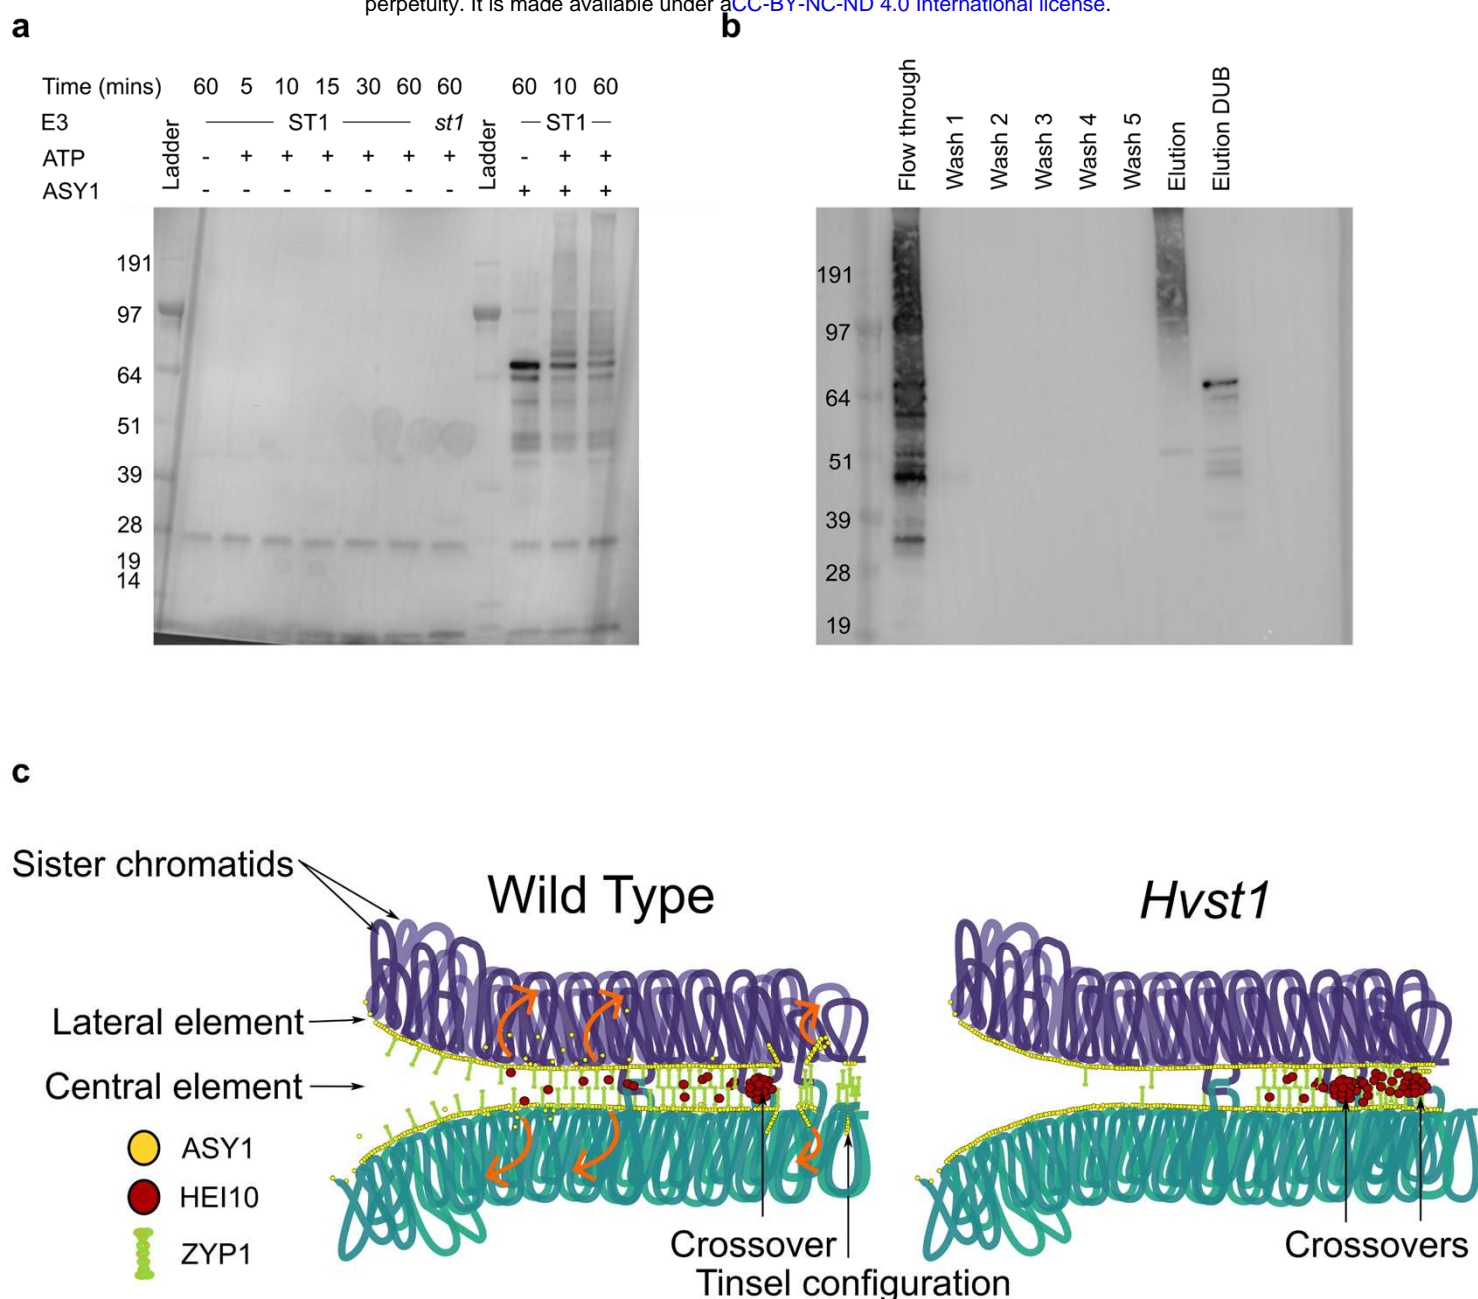 perpetuity. It is made available under aCC-BY-NC-ND 4.0 International license.
a
Time (mins) 60 5 10 15 30 60 60 60 10 60
E3 ST1 st1 ST1
Ladder
Ladder
ATP - + + + + + + - + +
ASY1 - - - - - - - + + +
191
97
64
51
39
28
19
14
b
Flow through
Wash 1
Wash 2
Wash 3
Wash 4
Wash 5
Elution
Elution DUB
191
97
64
51
39
28
19
c
Sister chromatids
Wild Type
Hvst1
Lateral element
Central element
ASY1
HEI10
ZYP1
Crossover
Tinsel configuration
Crossovers